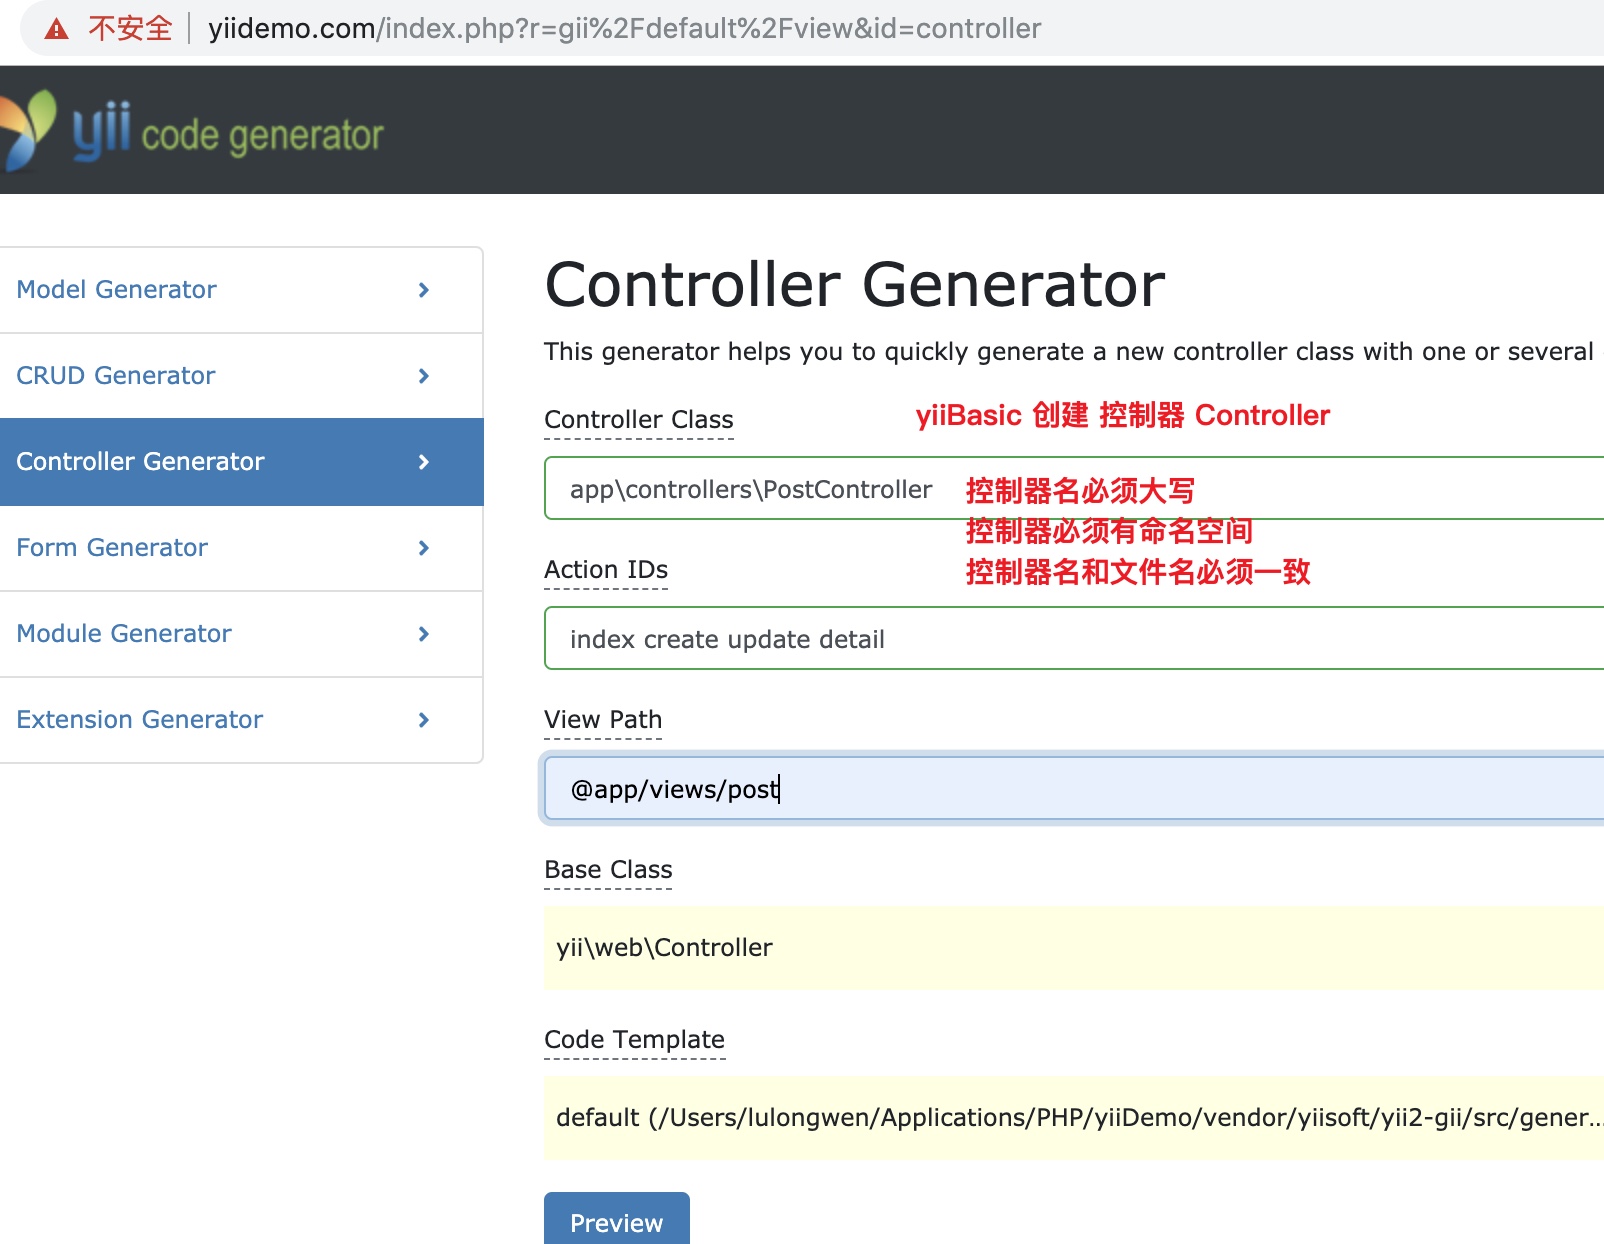 不安全 yiidemo.com/index.php?r=gii%2Fdefault%2Fview&id=controller
yii code generator
Model Generator
CRUD Generator
Controller Generator
Form Generator
Module Generator
Extension Generator
Controller Generator
This generator helps you to quickly generate a new controller class with one or several
Controller Class
yiiBasic 创建 控制器 Controller
app\controllers\PostController
控制器名必须大写
控制器必须有命名空间
控制器名和文件名必须一致
Action IDs
index create update detail
View Path
@app/views/post
Base Class
yii\web\Controller
Code Template
default (/Users/lulongwen/Applications/PHP/yiiDemo/vendor/yiisoft/yii2-gii/src/gener...
Preview